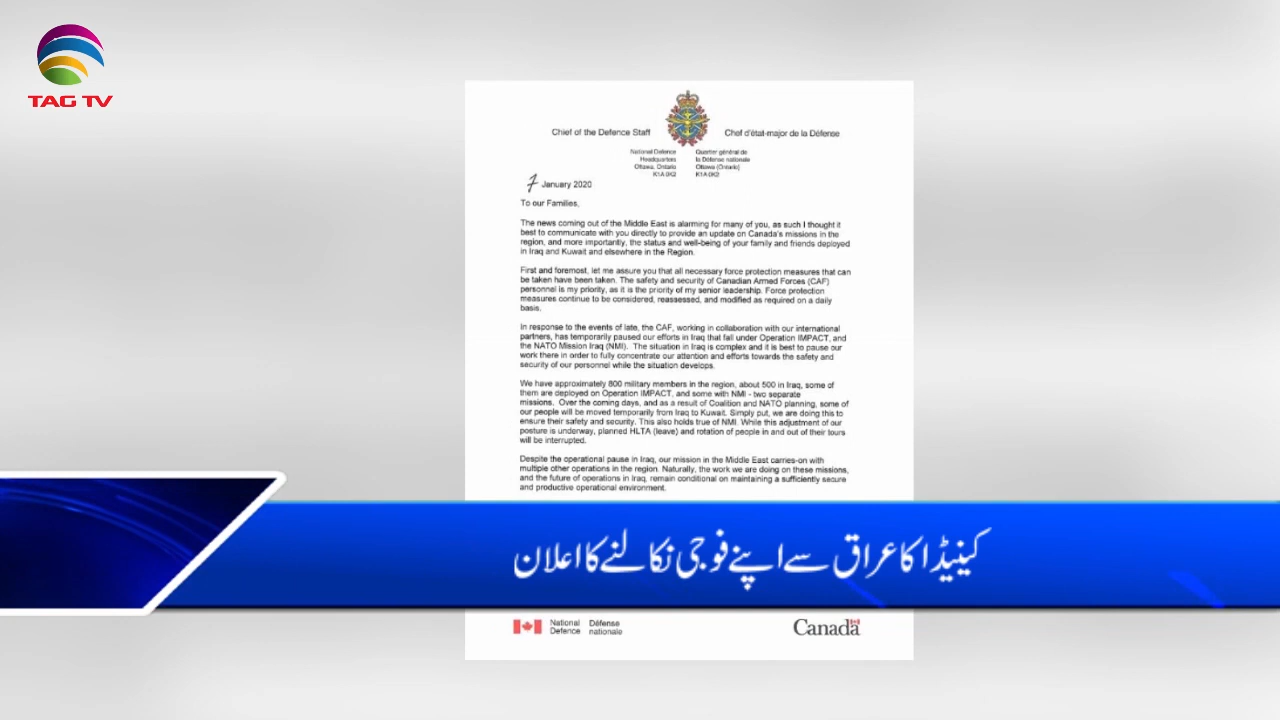 TAG TV
Chief of the Defence Staff
Chef d'état-major de la Défense
National Defence
Headquarters
Ottawa, Ontario
K1A 0K2
Quartier général de
la Défense nationale
Ottawa (Ontario)
K1A 0K2
7 January 2020
To our Families,
The news coming out of the Middle East is alarming for many of you, as such I thought it
best to communicate with you directly to provide an update on Canada's missions in the
region, and more importantly, the status and well-being of your family and friends deployed
in Iraq and Kuwait and elsewhere in the Region.
First and foremost, let me assure you that all necessary force protection measures that can
be taken have been taken. The safety and security of Canadian Armed Forces (CAF)
personnel is my priority, as it is the priority of my senior leadership. Force protection
measures continue to be considered, reassessed, and modified as required on a daily
basis.
In response to the events of late, the CAF, working in collaboration with our international
partners, has temporarily paused our efforts in Iraq that fall under Operation IMPACT, and
the NATO Mission Iraq (NMI). The situation in Iraq is complex and it is best to pause our
work there in order to fully concentrate our attention and efforts towards the safety and
security of our personnel while the situation develops.
We have approximately 800 military members in the region, about 500 in Iraq, some of
them are deployed on Operation IMPACT, and some with NMI - two separate
missions. Over the coming days, and as a result of Coalition and NATO planning, some of
our people will be moved temporarily from Iraq to Kuwait. Simply put, we are doing this to
ensure their safety and security. This also holds true of NMI. While this adjustment of our
posture is underway, planned HLTA (leave) and rotation of people in and out of their tours
will be interrupted.
Despite the operational pause in Iraq, our mission in the Middle East carries-on with
multiple other operations in the region. Naturally, the work we are doing on these missions,
and the future of operations in Iraq, remain conditional on maintaining a sufficiently secure
and productive operational environment.
کینیڈا کا عراق سے اپنے فوجی نکالنے کا اعلان
National
Defence
Défense
nationale
Canada